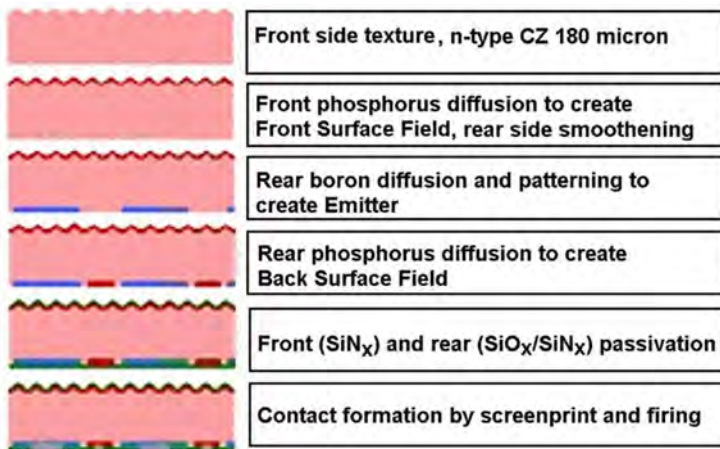 Front side texture, n-type CZ 180 micron
Front phosphorus diffusion to create
Front Surface Field, rear side smoothening
Rear boron diffusion and patterning to
create Emitter
Rear phosphorus diffusion to create
Back Surface Field
Front (SiNX) and rear (SiOX/SiNX) passivation
Contact formation by screenprint and firing